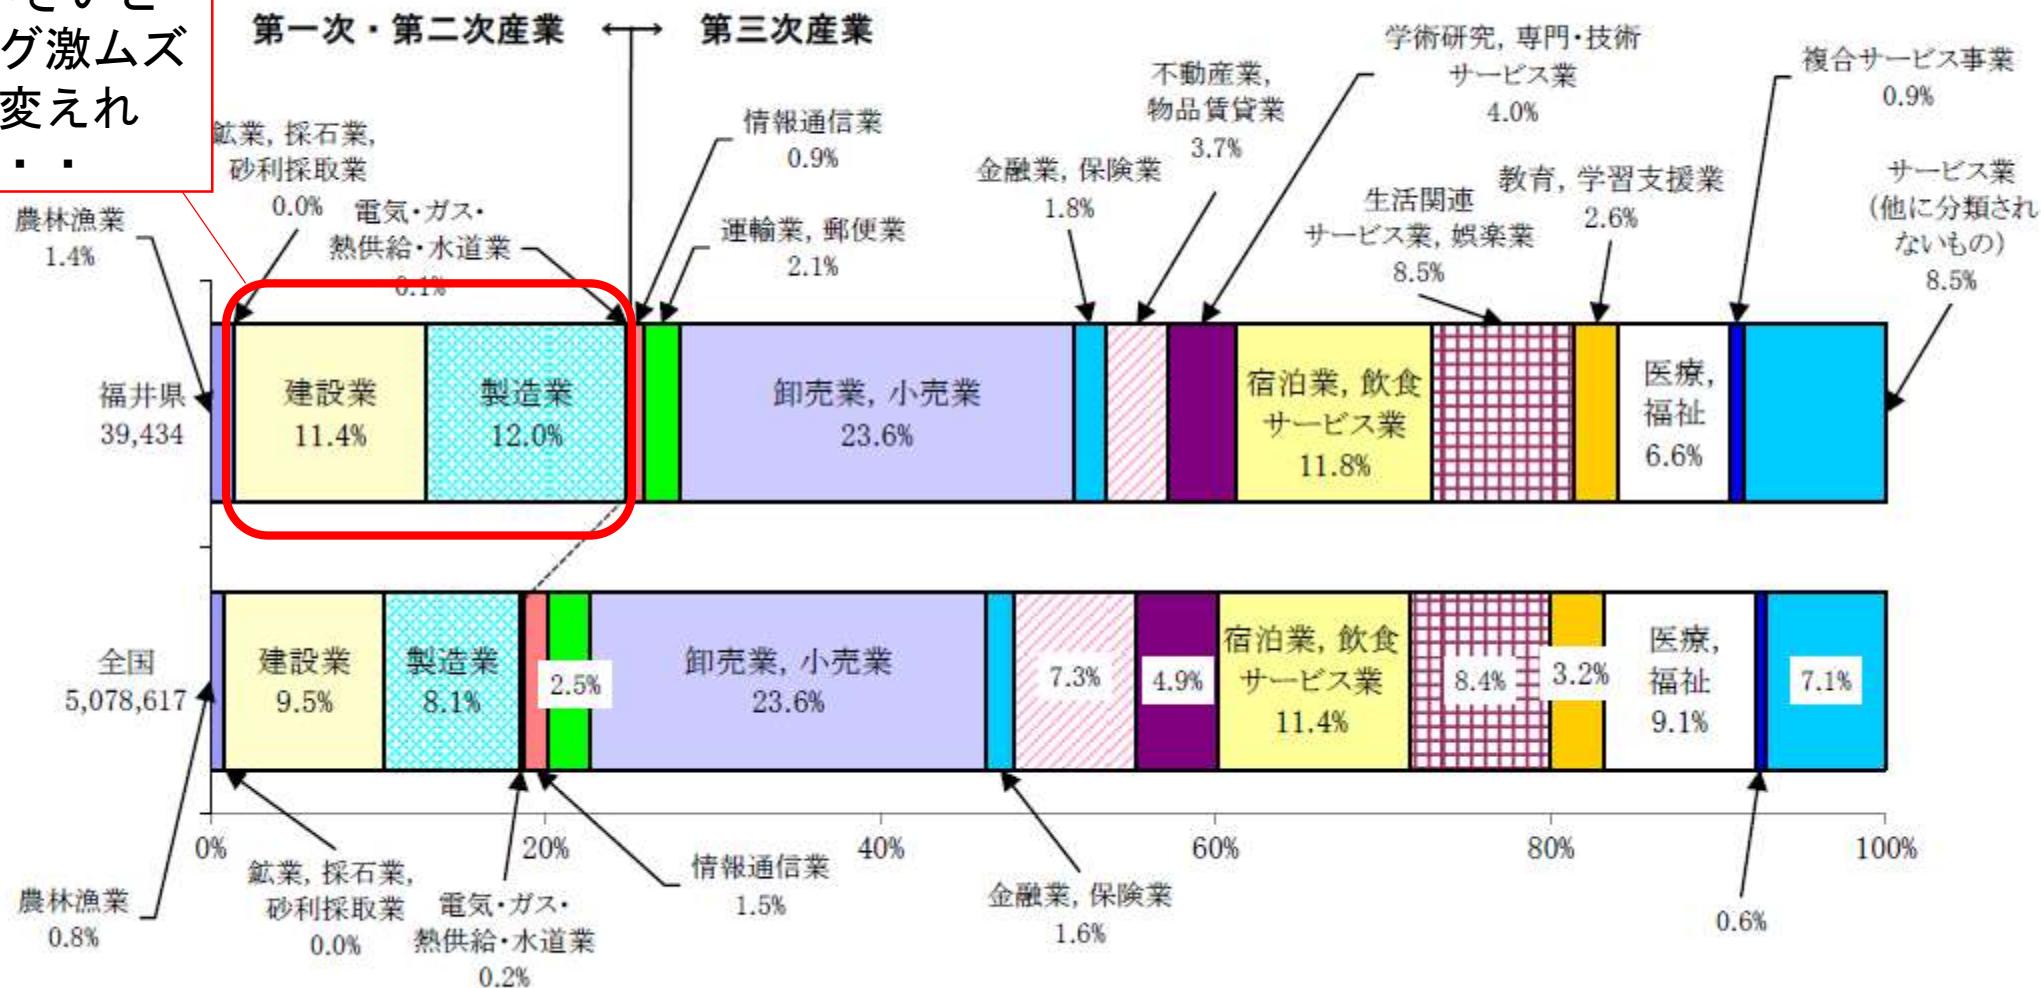 グ激ムズ
変えれ
・・
第一次・第二次産業 ←→ 第三次産業
農林漁業
1.4%
鉱業, 採石業,
砂利採取業
0.0%
電気・ガス・
熱供給・水道業
0.1%
情報通信業
0.9%
運輸業, 郵便業
2.1%
金融業, 保険業
1.8%
不動産業,
物品賃貸業
3.7%
学術研究, 専門・技術
サービス業
4.0%
生活関連
サービス業, 娯楽業
8.5%
教育, 学習支援業
2.6%
複合サービス事業
0.9%
サービス業
(他に分類され
ないもの)
8.5%
福井県
39,434
建設業
11.4%
製造業
12.0%
卸売業, 小売業
23.6%
宿泊業, 飲食
サービス業
11.8%
医療,
福祉
6.6%
全国
5,078,617
建設業
9.5%
製造業
8.1%
2.5%
卸売業, 小売業
23.6%
7.3%
4.9%
宿泊業, 飲食
サービス業
11.4%
8.4%
3.2%
医療,
福祉
9.1%
7.1%
0% 20% 40% 60% 80% 100%
農林漁業
0.8%
鉱業, 採石業,
砂利採取業
0.0%
電気・ガス・
熱供給・水道業
0.2%
情報通信業
1.5%
金融業, 保険業
1.6%
0.6%